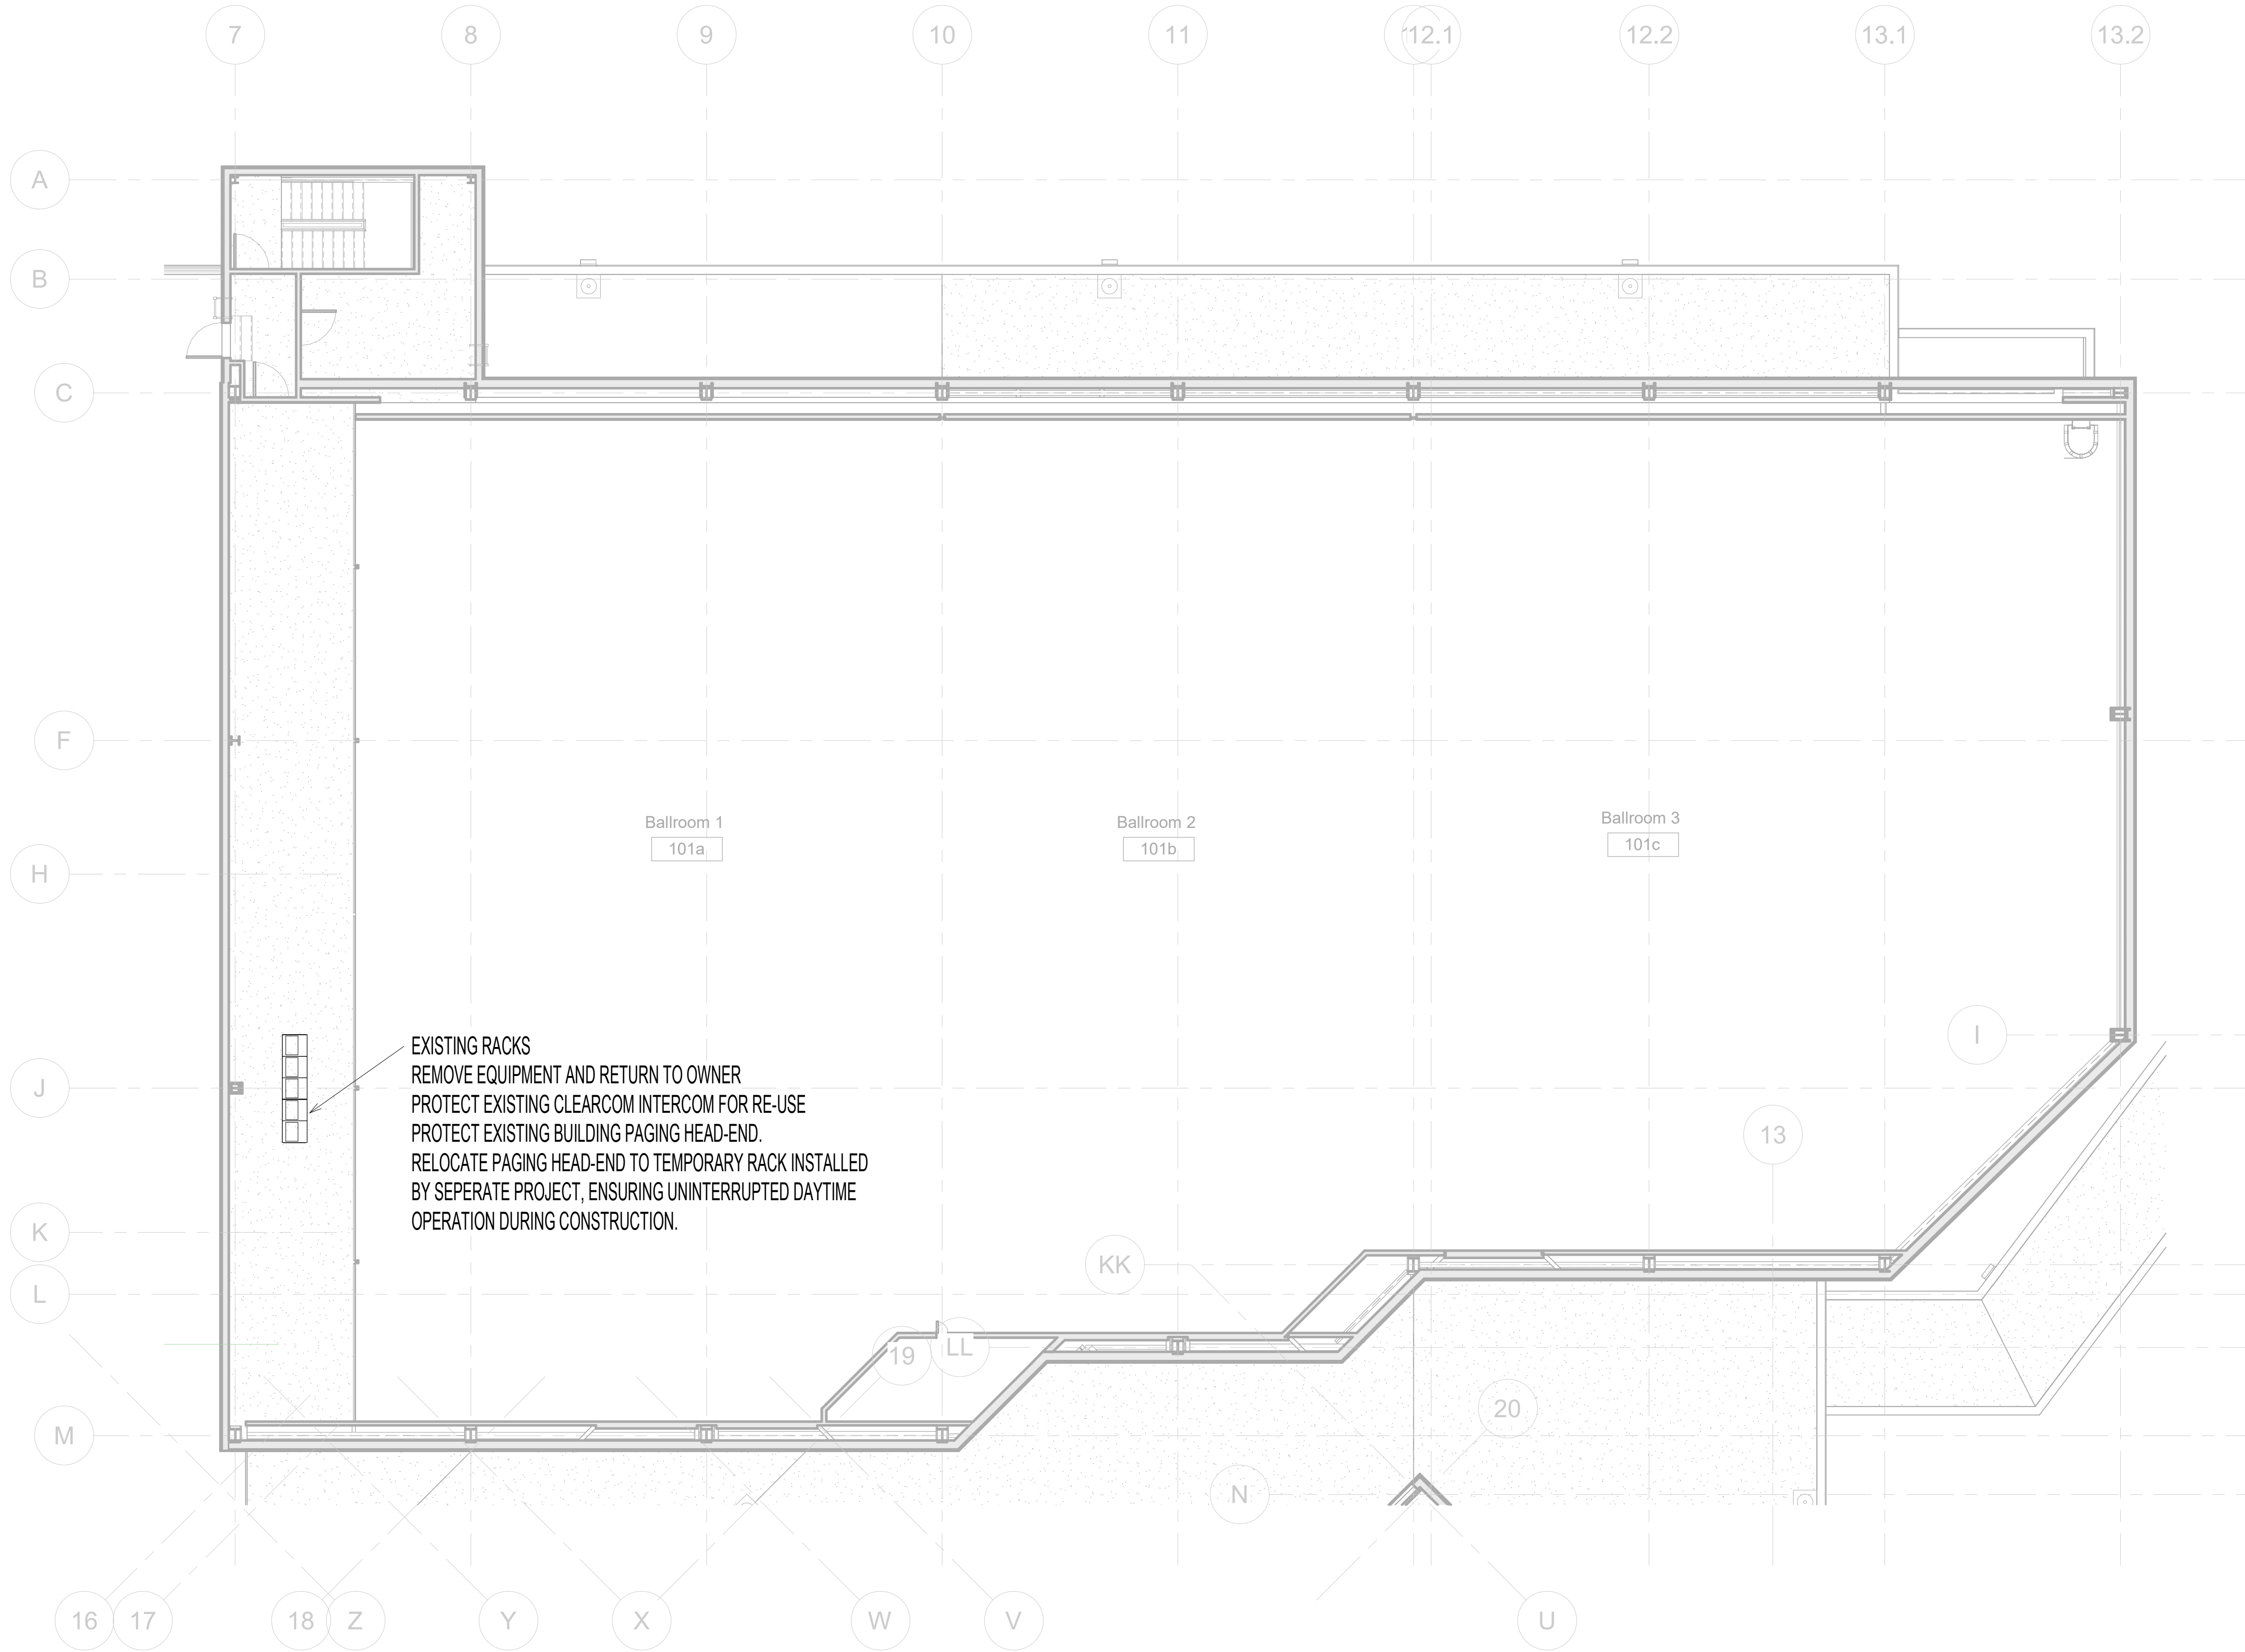 7
8
9
10
11
12.1
12.2
13.1
13.2
A
B
C
F
Ballroom 1
Ballroom 2
Ballroom 3
101a
101b
101c
H
I
EXISTING RACKS
REMOVE EQUIPMENT AND RETURN TO OWNER
J
PROTECT EXISTING CLEARCOM INTERCOM FOR RE-USE
PROTECT EXISTING BUILDING PAGING HEAD-END.
13
RELOCATE PAGING HEAD-END TO TEMPORARY RACK INSTALLED
BY SEPERATE PROJECT, ENSURING UNINTERRUPTED DAYTIME
OPERATION DURING CONSTRUCTION.
K
KK
L
19
LL
20
M
N
16
17
18
Z
Y
X
W
V
U